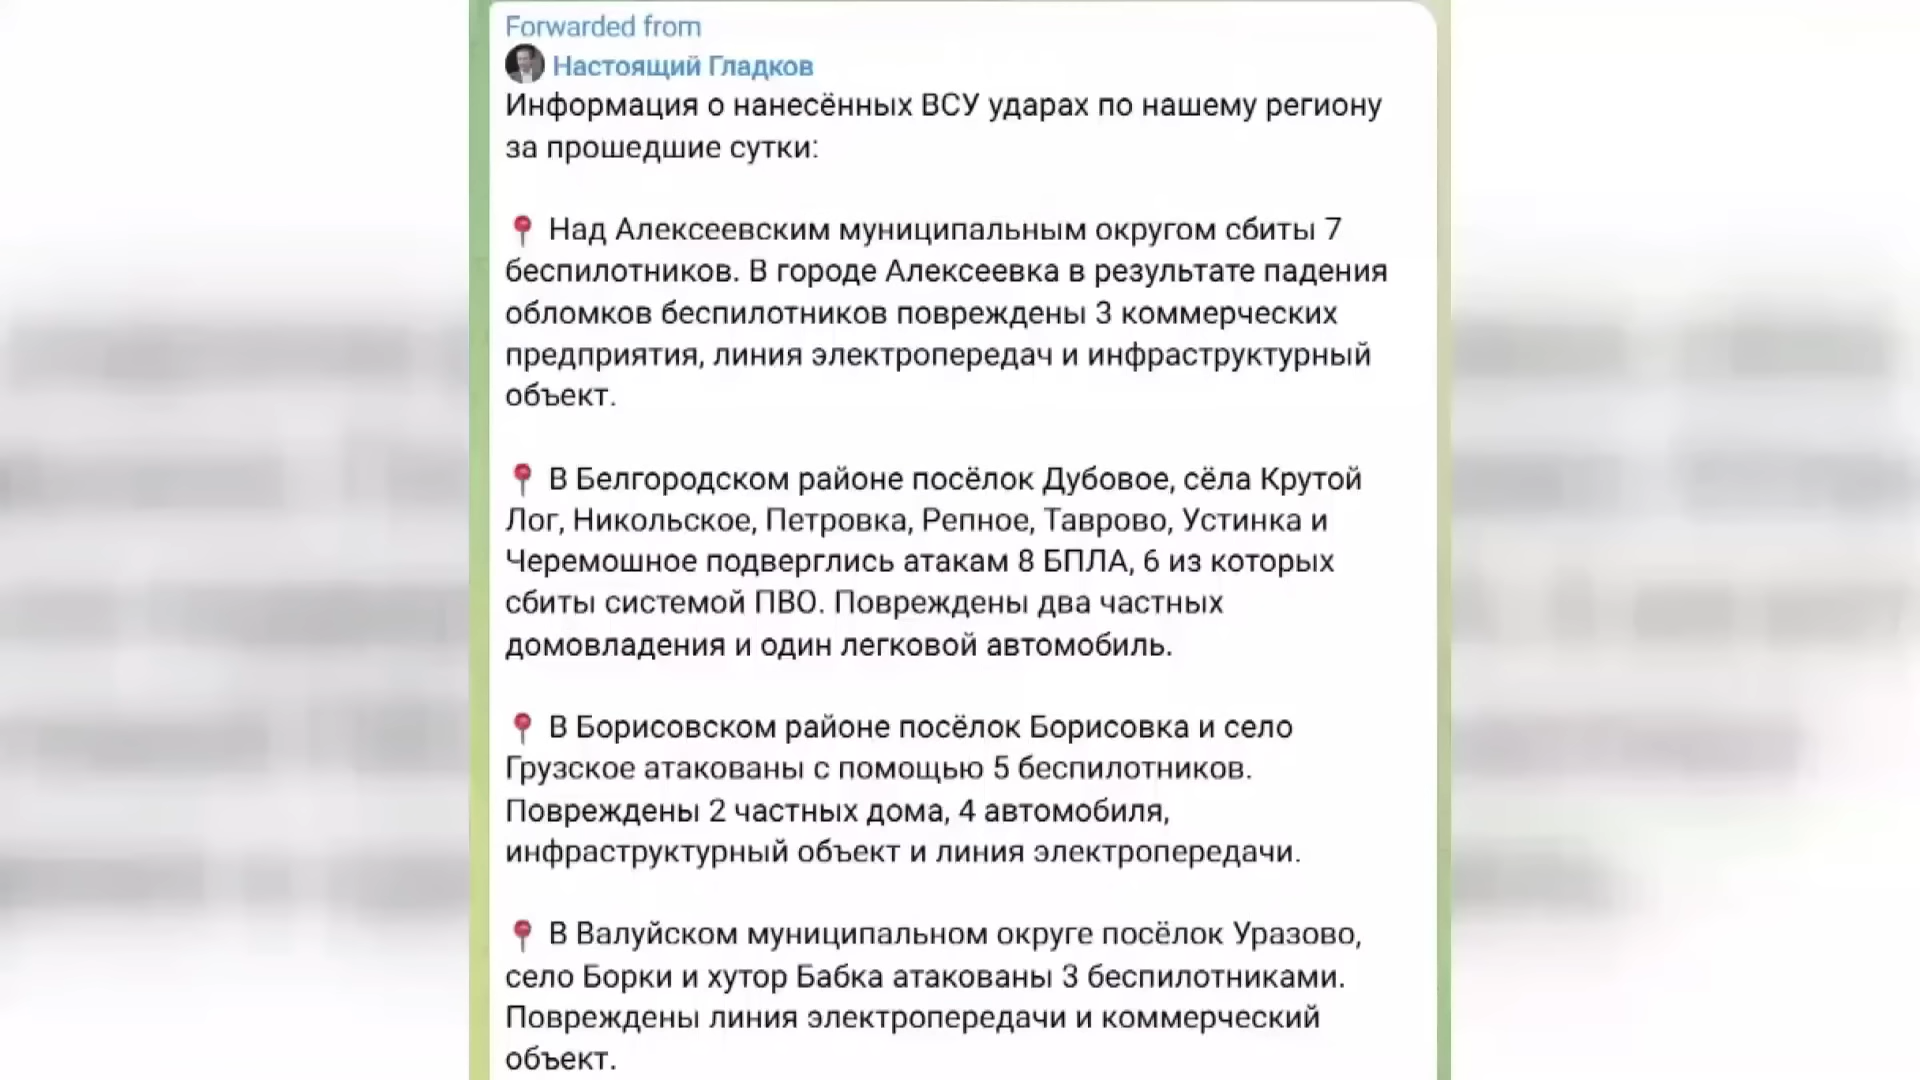 Forwarded from
Настоящий Гладков
Информация о нанесённых ВСУ ударах по нашему региону
за прошедшие сутки:
Над Алексеевским муниципальным округом сбиты 7
беспилотников. В городе Алексеевка в результате падения
обломков беспилотников повреждены 3 коммерческих
предприятия, линия электропередач и инфраструктурный
объект.
В Белгородском районе посёлок Дубовое, сёла Крутой
Лог, Никольское, Петровка, Репное, Таврово, Устинка и
Черемошное подверглись атакам 8 БПЛА, 6 из которых
сбиты системой ПВО. Повреждены два частных
домовладения и один легковой автомобиль.
В Борисовском районе посёлок Борисовка и село
Грузское атакованы с помощью 5 беспилотников.
Повреждены 2 частных дома, 4 автомобиля,
инфраструктурный объект и линия электропередачи.
В Валуйском муниципальном округе посёлок Уразово,
село Борки и хутор Бабка атакованы 3 беспилотниками.
Повреждены линия электропередачи и коммерческий
объект.